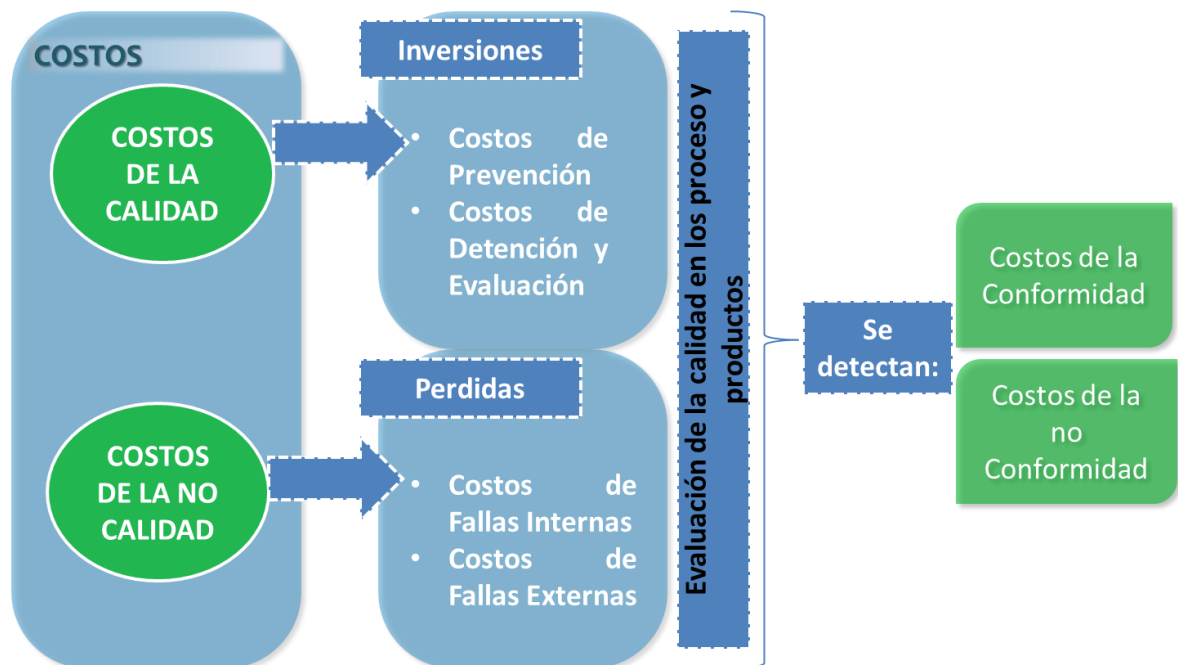 COSTOS
COSTOS
DE LA
CALIDAD
Inversiones
• Costos de
Prevención
• Costos de
Detención y
Evaluación
COSTOS
DE LA NO
CALIDAD
Perdidas
• Costos de
Fallas Internas
• Costos de
Fallas Externas
Evaluación de la calidad en los proceso y
productos
Se
detectan:
Costos de la
Conformidad
Costos de la
no
Conformidad